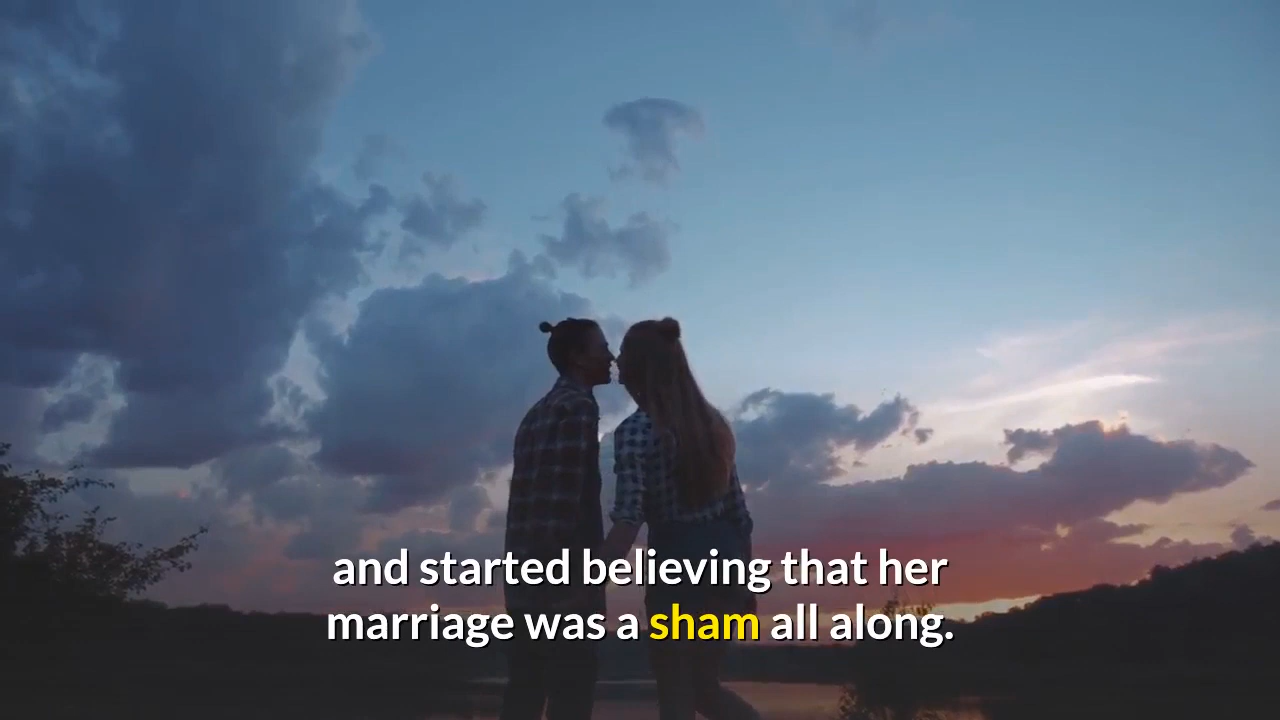 and started believing that her
marriage was a sham all along.